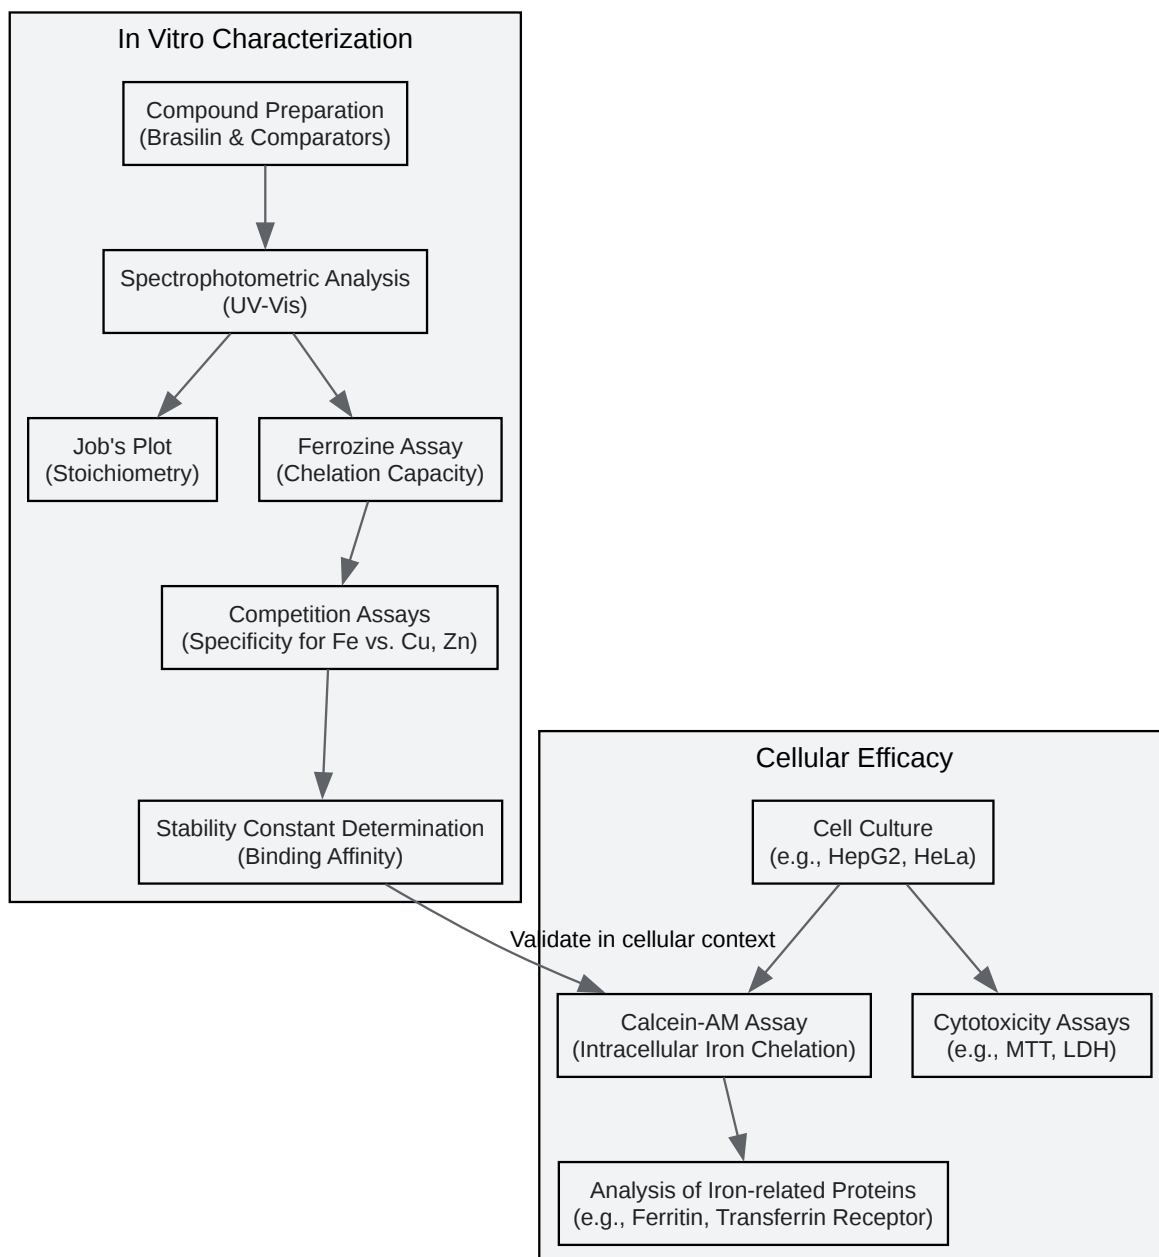 In Vitro Characterization
Compound Preparation
(Brasilin & Comparators)
Spectrophotometric Analysis
(UV-Vis)
Job's Plot
(Stoichiometry)
Ferrozine Assay
(Chelation Capacity)
Competition Assays
(Specificity for Fe vs. Cu, Zn)
Stability Constant Determination
(Binding Affinity)
Cellular Efficacy
Cell Culture
(e.g., HepG2, HeLa)
Validate in cellular context
Calcein-AM Assay
(Intracellular Iron Chelation)
Cytotoxicity Assays
(e.g., MTT, LDH)
Analysis of Iron-related Proteins
(e.g., Ferritin, Transferrin Receptor)